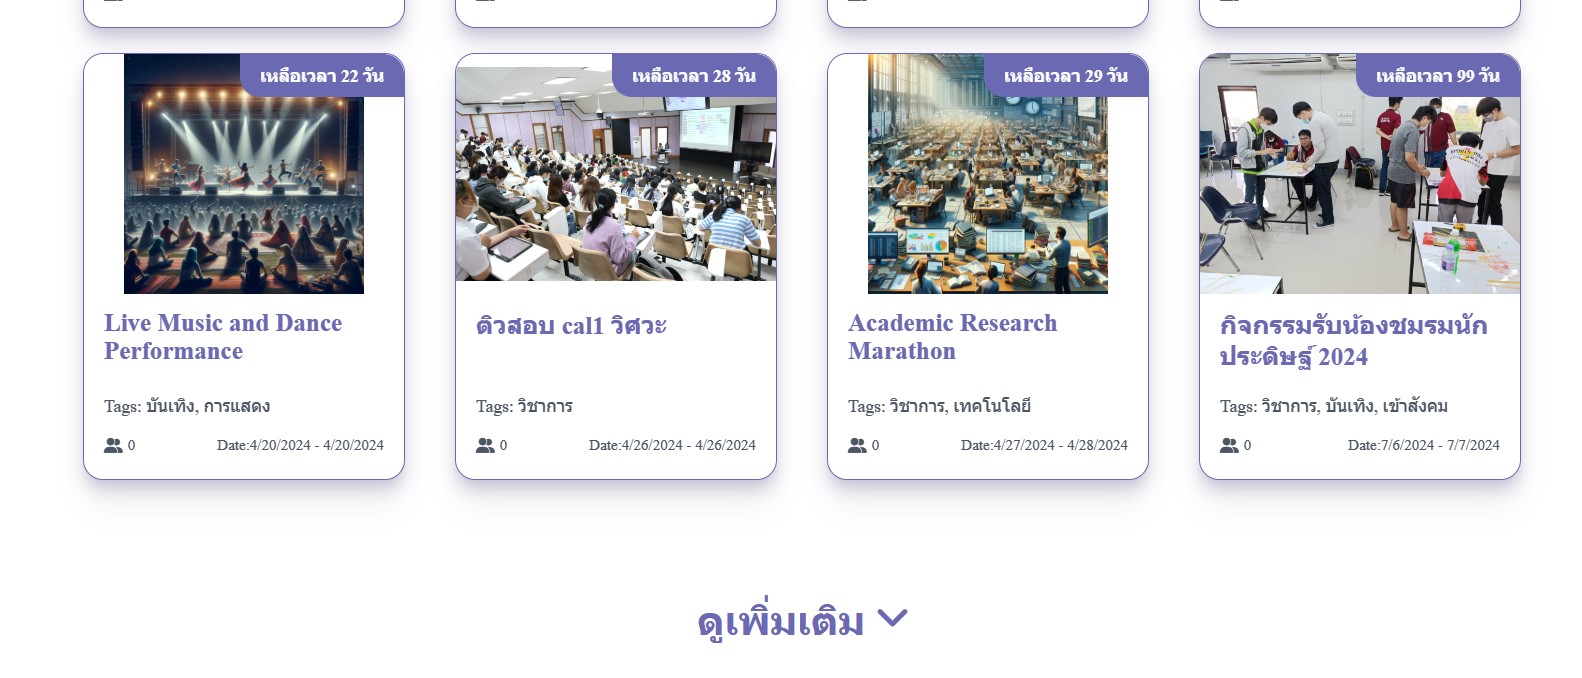 เหลือเวลา 22 วัน
Live Music and Dance
Performance
Tags: บันเทิง, การแสดง
0
Date:4/20/2024 - 4/20/2024
เหลือเวลา 28 วัน
ติวสอบ cal1 วิศวะ
Tags: วิชาการ
0
Date:4/26/2024 - 4/26/2024
เหลือเวลา 29 วัน
Academic Research
Marathon
Tags: วิชาการ, เทคโนโลยี
0
Date:4/27/2024 - 4/28/2024
เหลือเวลา 99 วัน
กิจกรรมรับน้องชมรมนัก
ประดิษฐ์ 2024
Tags: วิชาการ, บันเทิง, เข้าสังคม
0
Date:7/6/2024 - 7/7/2024
ดูเพิ่มเติม